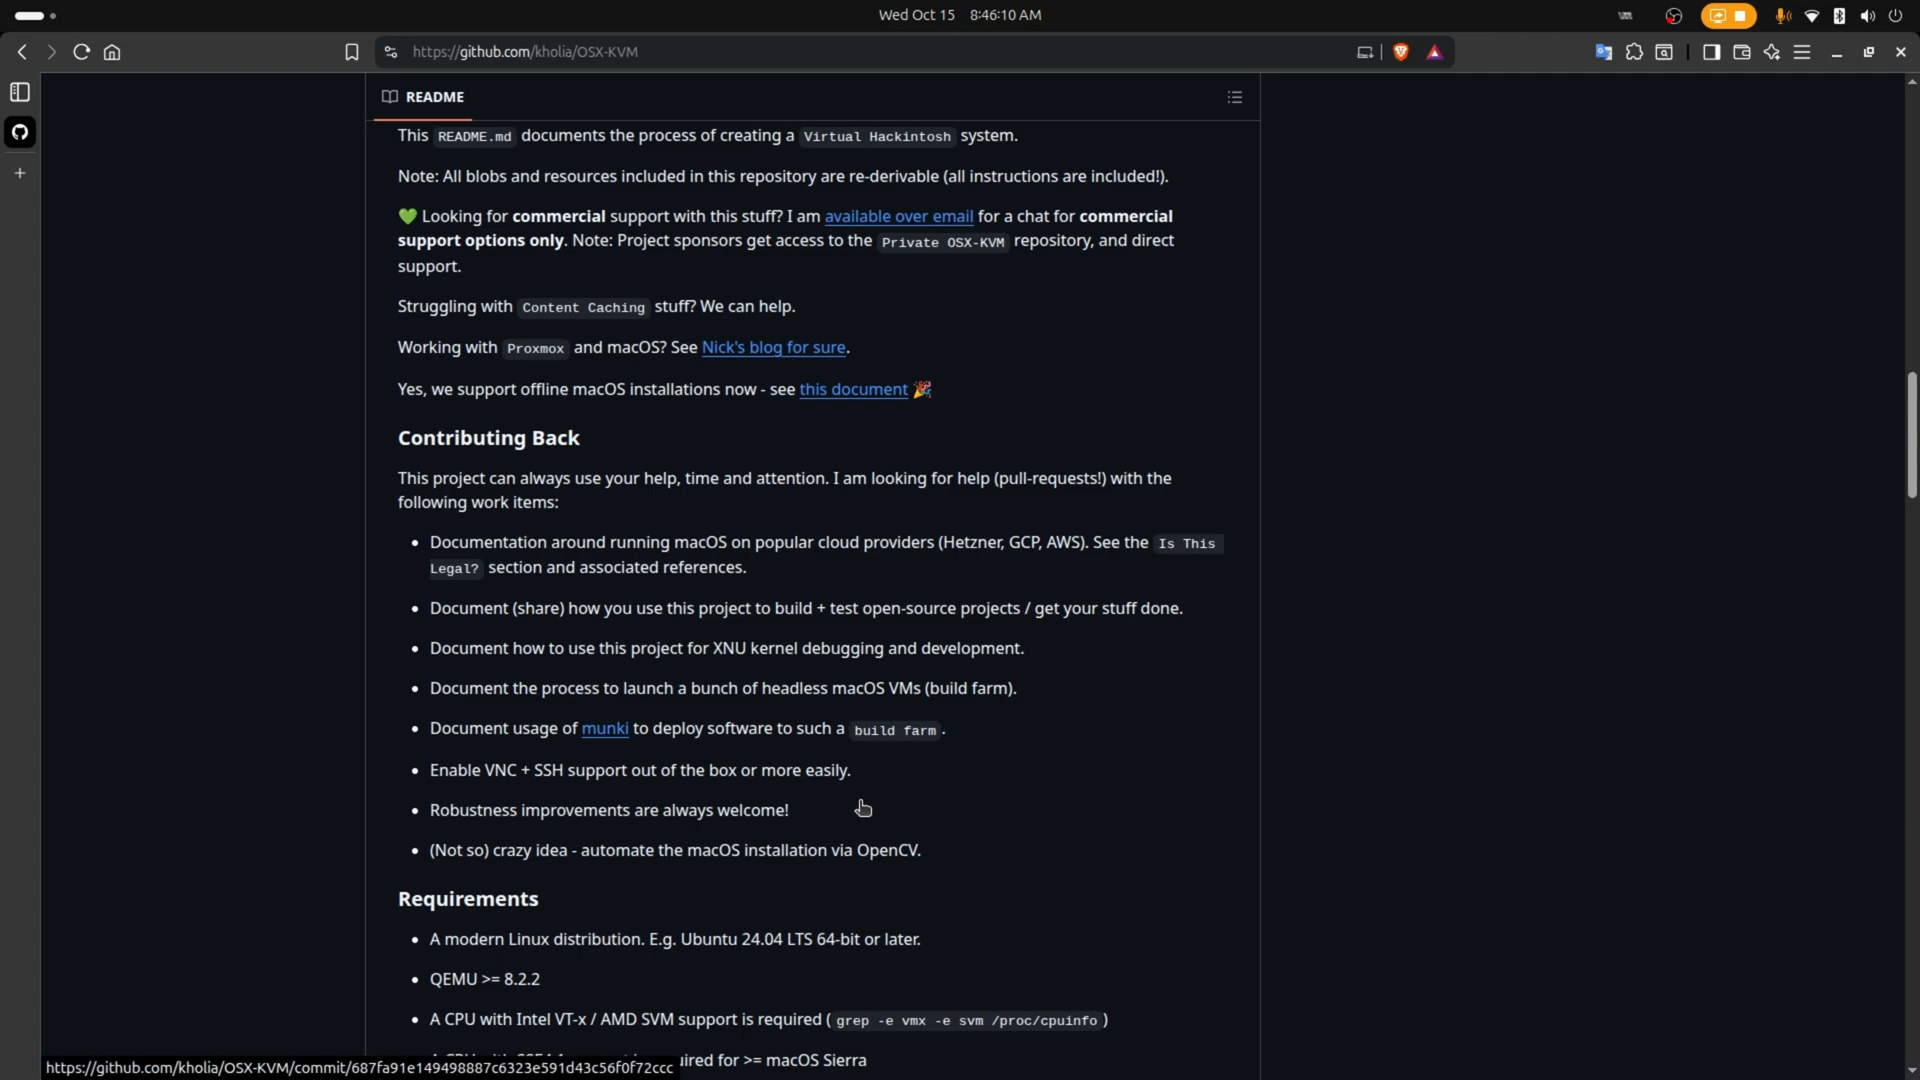 Wed Oct 15 8:46:10 AM
https://github.com/kholia/OSX-KVM
README
This README.md documents the process of creating a Virtual Hackintosh system.
Note: All blobs and resources included in this repository are re-derivable (all instructions are included!).
💚 Looking for commercial support with this stuff? I am available over email for a chat for commercial
support options only. Note: Project sponsors get access to the Private OSX-KVM repository, and direct
support.
Struggling with Content Caching stuff? We can help.
Working with Proxmox and macOS? See Nick's blog for sure.
Yes, we support offline macOS installations now - see this document 🎉
Contributing Back
This project can always use your help, time and attention. I am looking for help (pull-requests!) with the
following work items:
• Documentation around running macOS on popular cloud providers (Hetzner, GCP, AWS). See the Is This
Legal? section and associated references.
• Document (share) how you use this project to build + test open-source projects / get your stuff done.
• Document how to use this project for XNU kernel debugging and development.
• Document the process to launch a bunch of headless macOS VMs (build farm).
• Document usage of munki to deploy software to such a build farm.
• Enable VNC + SSH support out of the box or more easily.
• Robustness improvements are always welcome!
• (Not so) crazy idea - automate the macOS installation via OpenCV.
Requirements
• A modern Linux distribution. E.g. Ubuntu 24.04 LTS 64-bit or later.
• QEMU >= 8.2.2
• A CPU with Intel VT-x / AMD SVM support is required (grep -e vmx -e svm /proc/cpuinfo)
for >= macOS Sierra
https://github.com/kholia/OSX-KVM/commit/687fa91e149498887c6323e591d43c56f0f72ccc